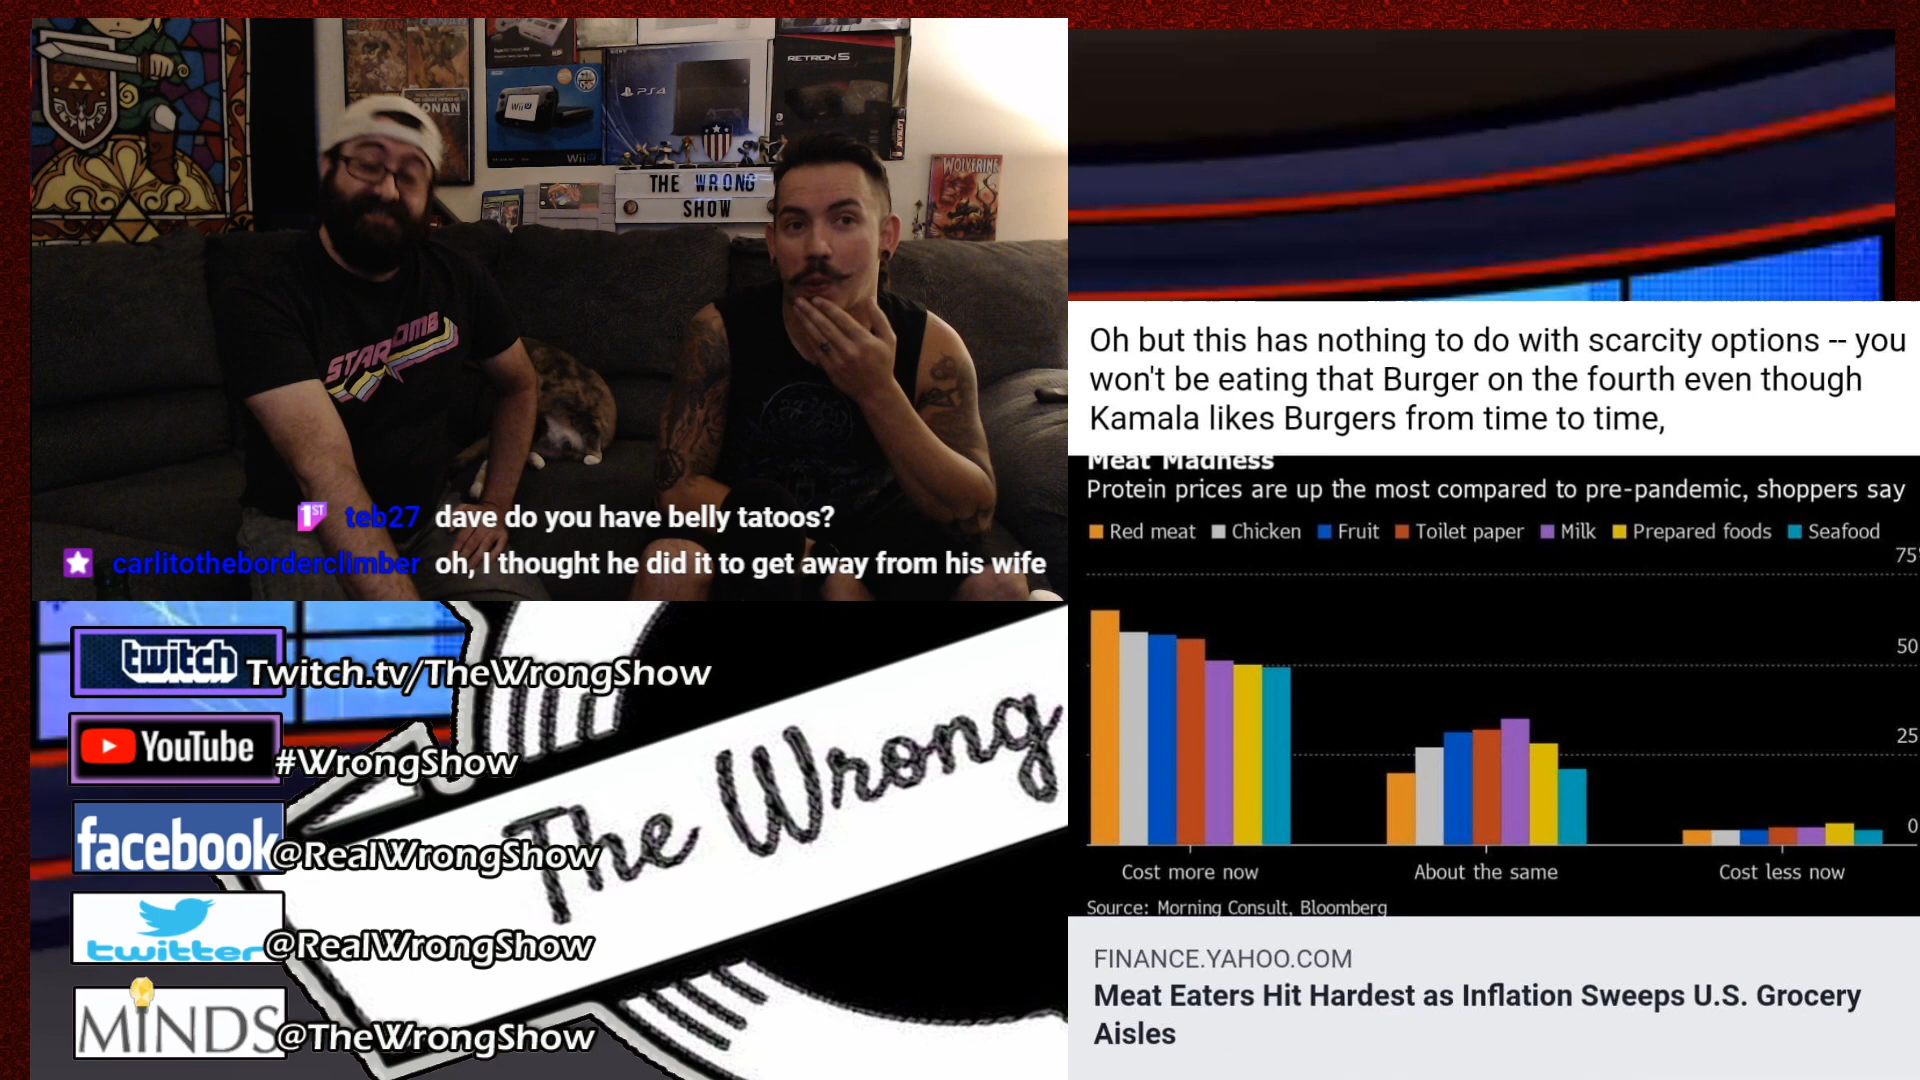 RETRON 5
PS4
Wii U
Wii U
CONAN
WOLVERINE
THE WRONG
SHOW
STARBOMB
1ST teb27 dave do you have belly tatoos?
carlitotheborderclimber oh, I thought he did it to get away from his wife
twitch Twitch.tv/TheWrongShow
YouTube #WrongShow
facebook @RealWrongShow
twitter @RealWrongShow
MINDS @TheWrongShow
The Wrong
Oh but this has nothing to do with scarcity options -- you
won't be eating that Burger on the fourth even though
Kamala likes Burgers from time to time,
Meat Madness
Protein prices are up the most compared to pre-pandemic, shoppers say
Red meat Chicken Fruit Toilet paper Milk Prepared foods Seafood
75
50
25
0
Cost more now About the same Cost less now
Source: Morning Consult, Bloomberg
FINANCE.YAHOO.COM
Meat Eaters Hit Hardest as Inflation Sweeps U.S. Grocery
Aisles